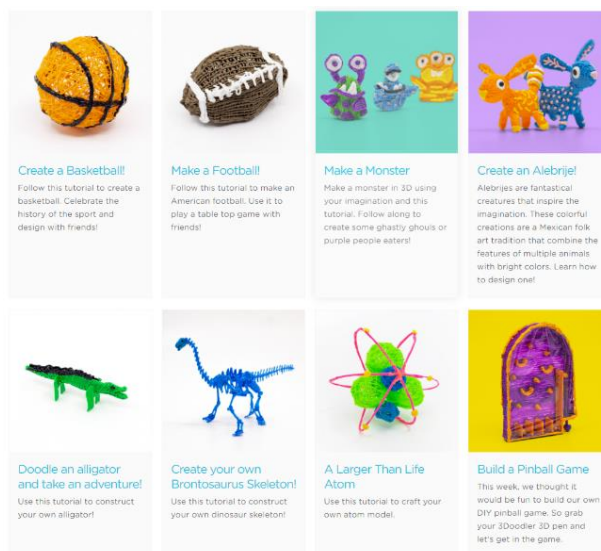 Create a Basketball!
Follow this tutorial to create a
basketball. Celebrate the
history of the sport and
design with friends!
Make a Football!
Follow this tutorial to make an
American football. Use it to
play a table top game with
friends!
Make a Monster
Make a monster in 3D using
your imagination and this
tutorial. Follow along to
create some ghastly ghouls or
purple people eaters!
Create an Alebrije!
Alebrijes are fantastical
creatures that inspire the
imagination. These colorful
creations are a Mexican folk
art tradition that combine the
features of multiple animals
with bright colors. Learn how
to design one!
Doodle an alligator
and take an adventure!
Use this tutorial to construct
your own alligator!
Create your own
Brontosaurus Skeleton!
Use this tutorial to construct
your own dinosaur skeleton!
A Larger Than Life
Atom
Use this tutorial to craft your
own atom model.
Build a Pinball Game
This week, we thought it
would be fun to build our own
DIY pinball game. So grab
your 3Doodler 3D pen and
let's get in the game.